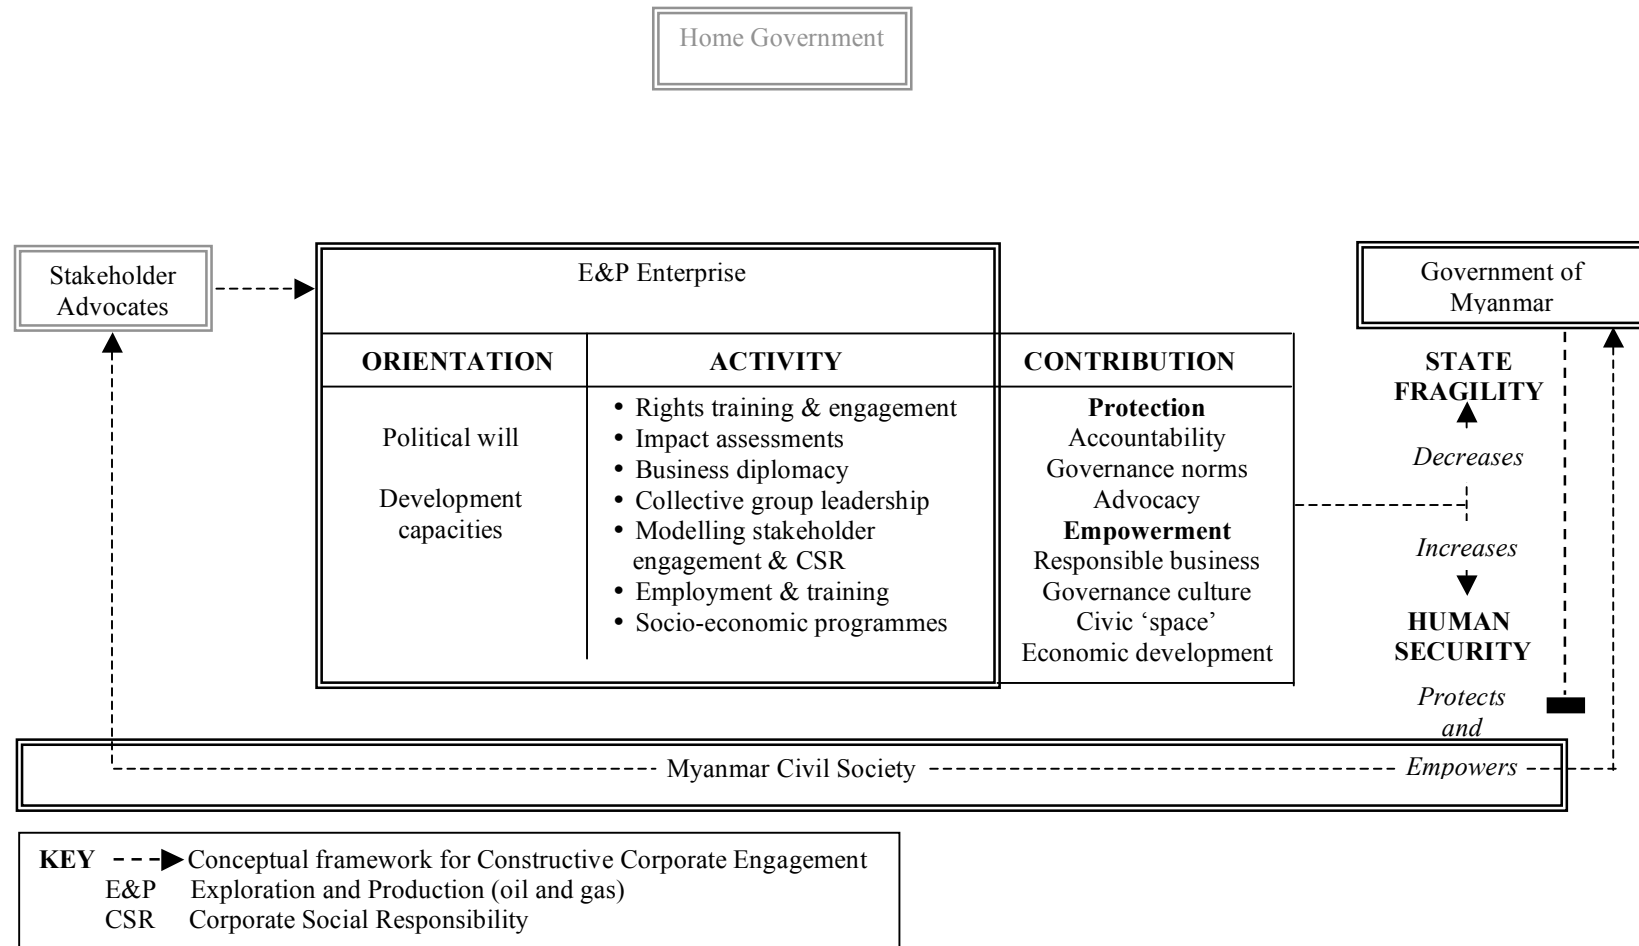 Home Government
Stakeholder
Advocates
E&P Enterprise
Government of
Myanmar
ORIENTATION
ACTIVITY
CONTRIBUTION
Political will
Development
capacities
• Rights training & engagement
• Impact assessments
• Business diplomacy
• Collective group leadership
• Modelling stakeholder
engagement & CSR
• Employment & training
• Socio-economic programmes
Protection
Accountability
Governance norms
Advocacy
Empowerment
Responsible business
Governance culture
Civic ‘space’
Economic development
STATE
FRAGILITY
Decreases
Increases
HUMAN
SECURITY
Protects
and
Empowers
Myanmar Civil Society
KEY Conceptual framework for Constructive Corporate Engagement
E&P Exploration and Production (oil and gas)
CSR Corporate Social Responsibility